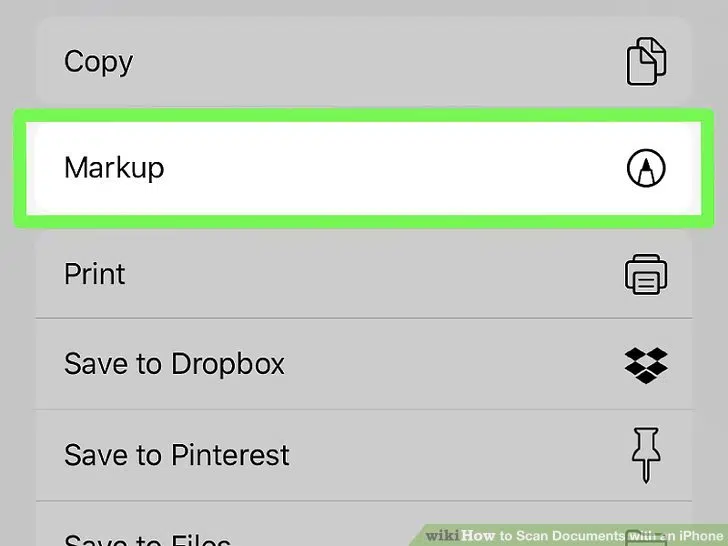 Copy
Markup
Print
Save to Dropbox
Save to Pinterest
Save to Files
wikiHow to Scan Documents with an iPhone